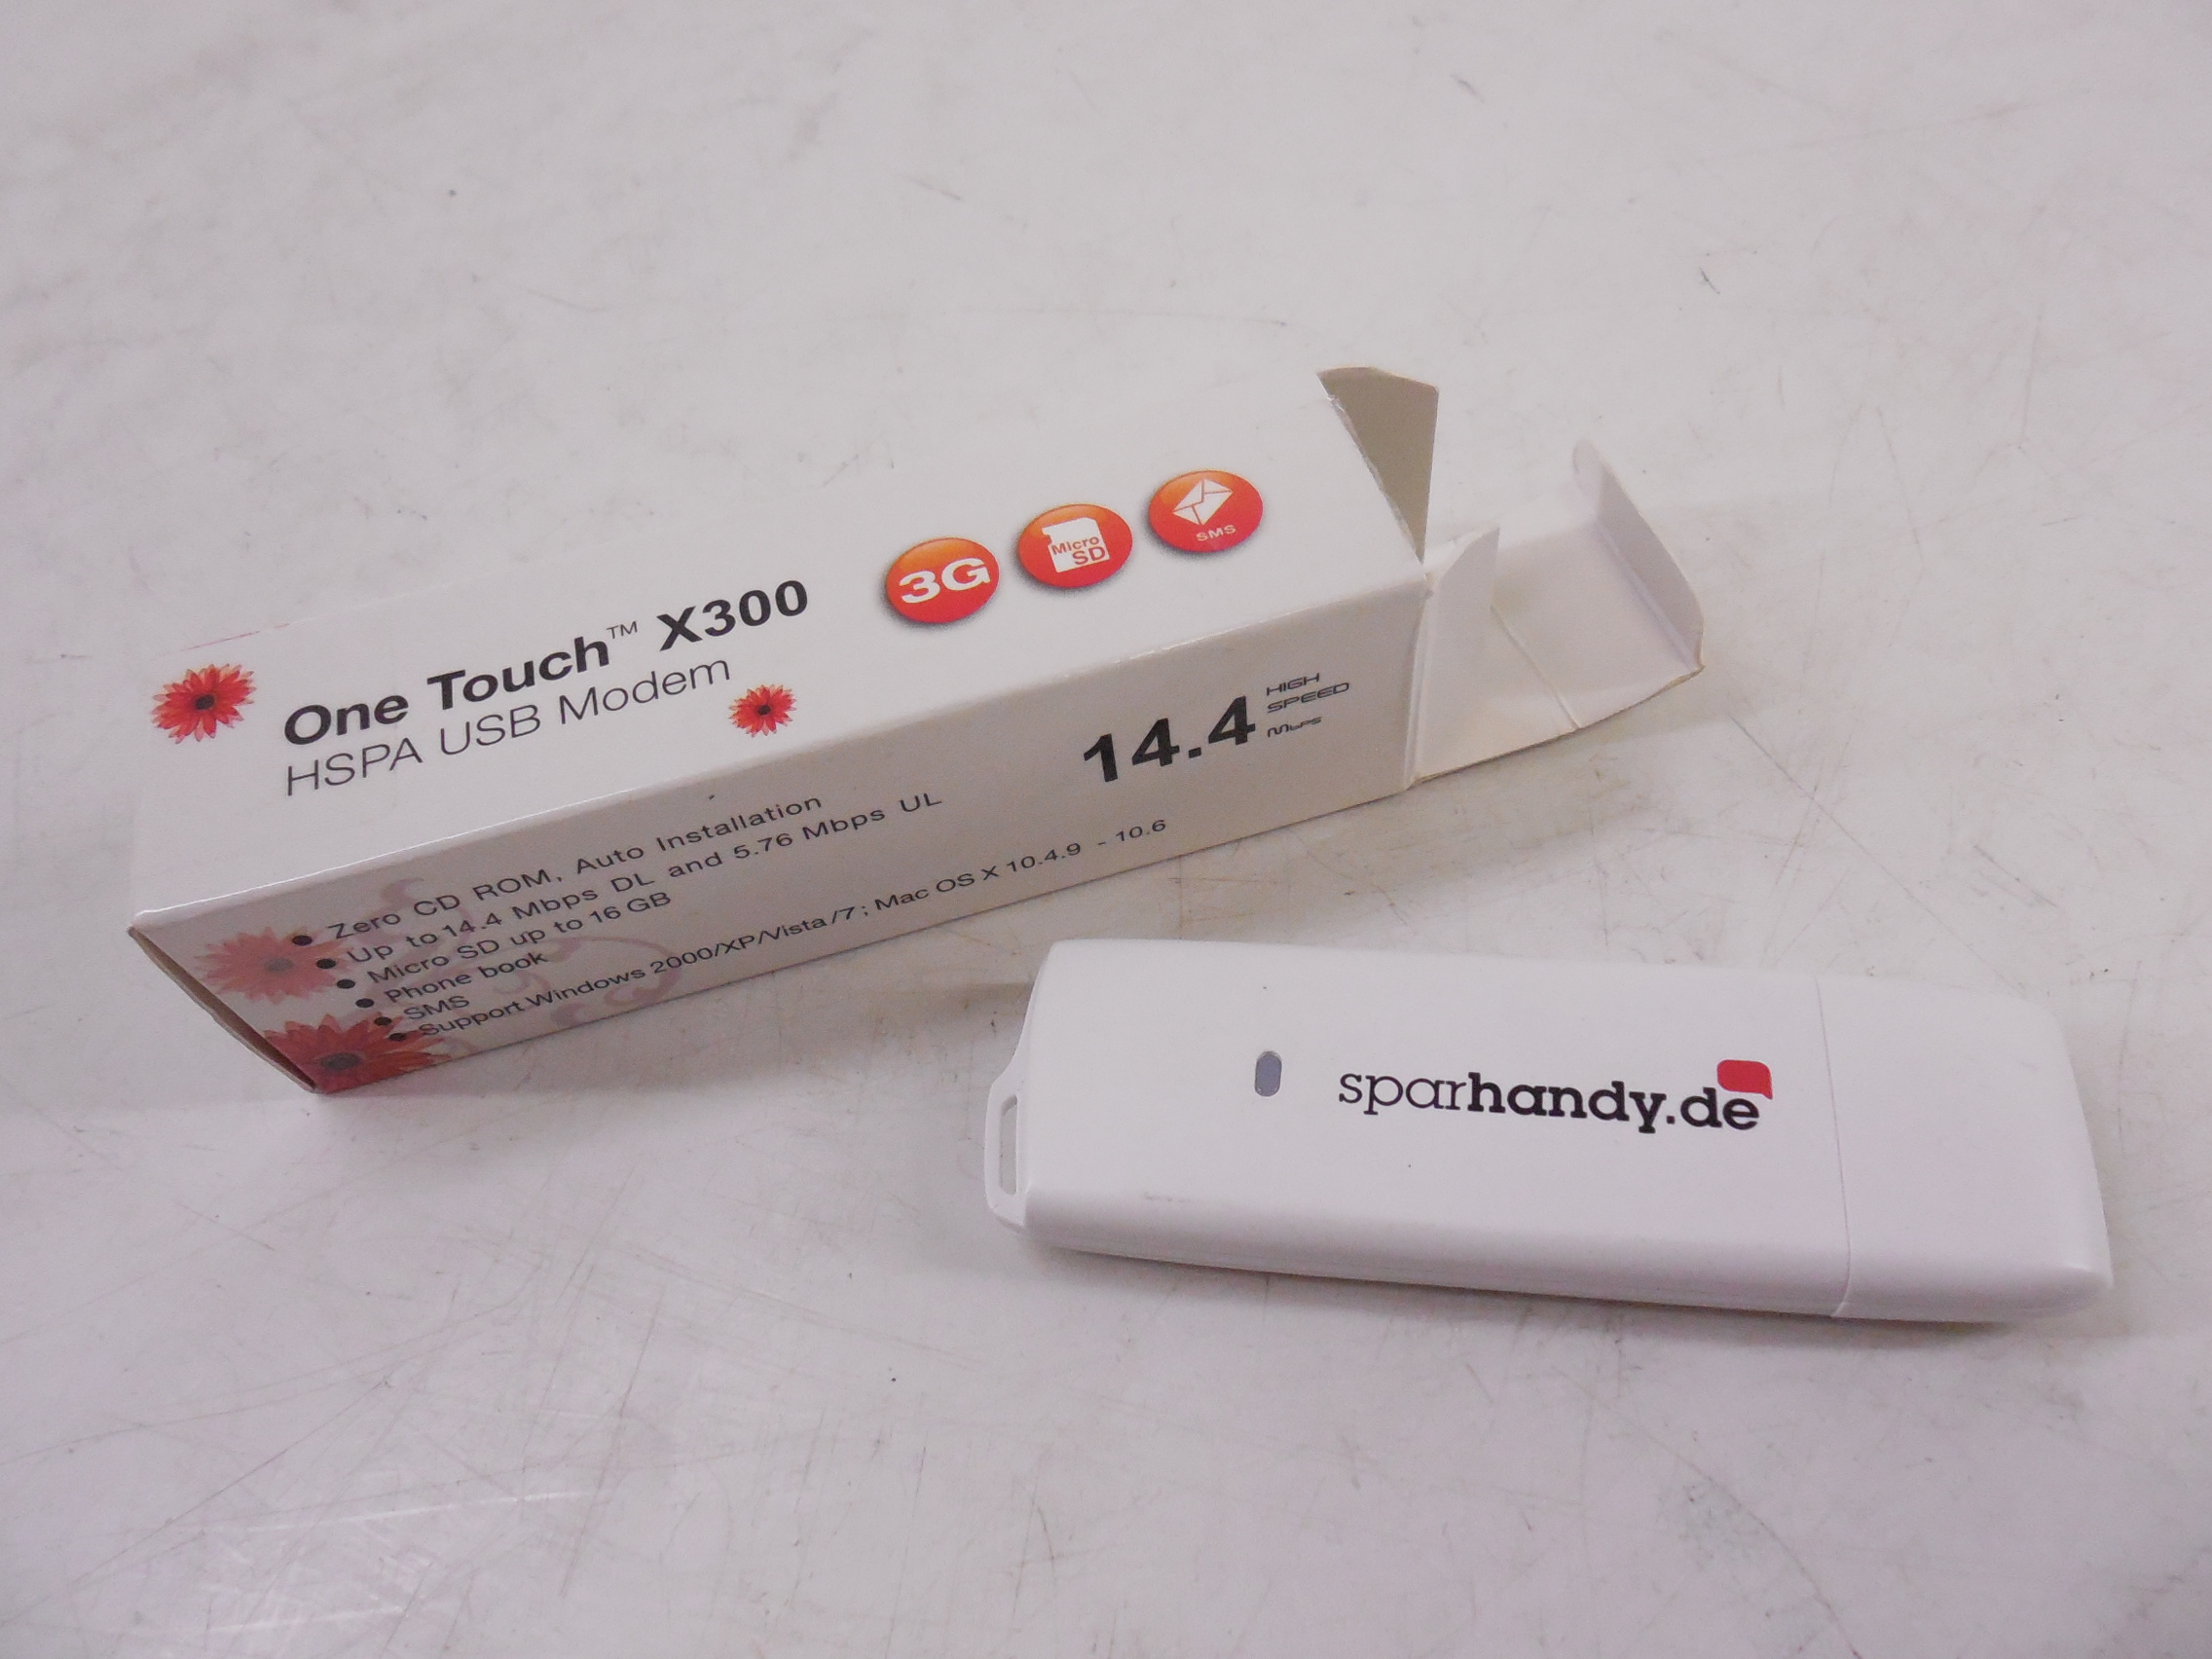 One Touch™ X300
HSPA USB Modem
3G
Micro
SD
SMS
14.4
HIGH
SPEED
Mbps
• Zero CD ROM, Auto Installation
• Up to 14.4 Mbps DL and 5.76 Mbps UL
• Micro SD up to 16 GB
• Phone book
• SMS
• Support Windows 2000/XP/Vista/7; Mac OS X 10.4.9 - 10.6
sparhandy.de